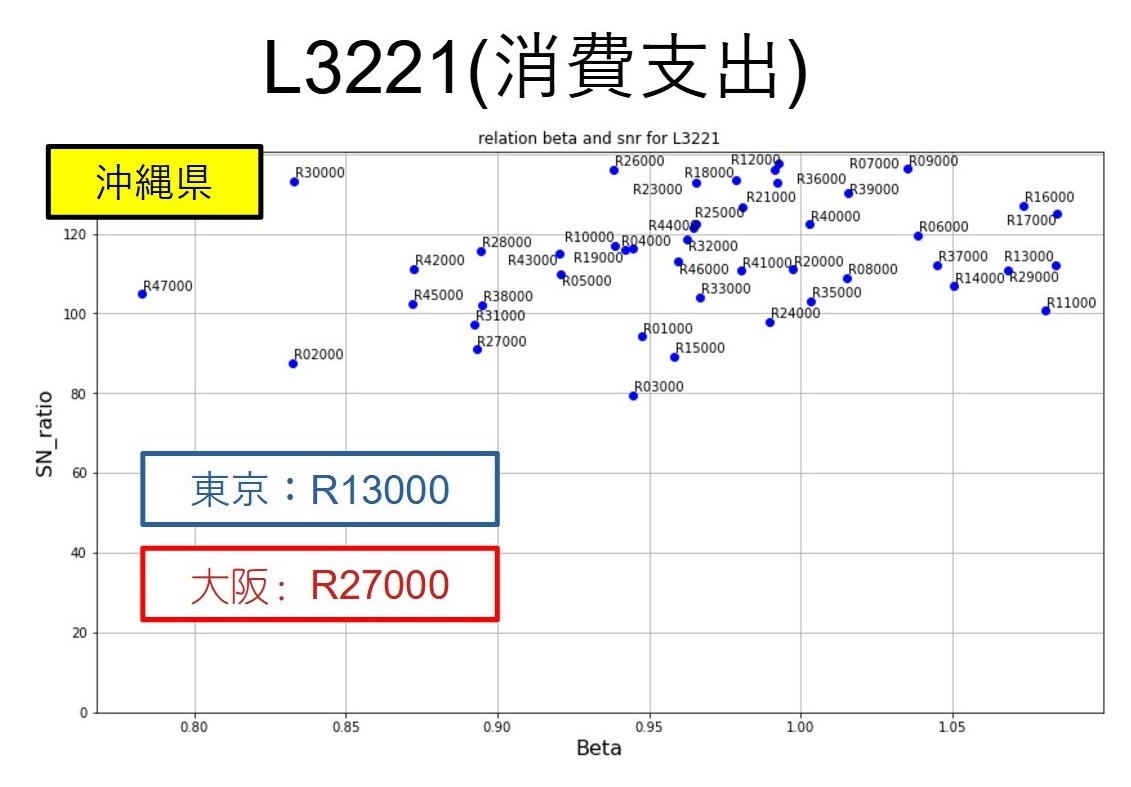 L3221(消費支出)
relation beta and snr for L3221
沖縄県
R30000
R26000
R12000
R07000
R09000
R18000
R36000
R23000
R39000
R21000
R16000
R25000
R17000
R44000
R40000
R06000
R28000
R10000
R04000
R32000
R42000
R43000
R19000
R46000
R41000
R20000
R37000
R13000
R05000
R08000
R14000
R29000
R47000
R45000
R38000
R33000
R35000
R11000
R31000
R24000
R27000
R01000
R02000
R15000
R03000
東京：R13000
大阪: R27000
120
100
80
60
40
20
0
SN_ratio
0.80
0.85
0.90
0.95
1.00
1.05
Beta